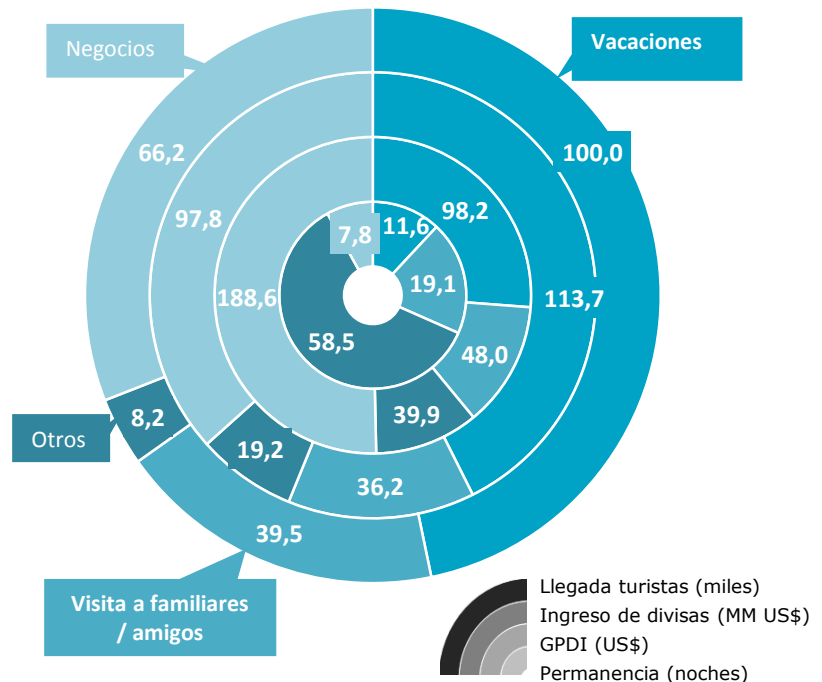 Negocios
Vacaciones
66,2
100,0
97,8
98,2
7,8
11,6
19,1
188,6
113,7
58,5
48,0
39,9
8,2
Otros
19,2
36,2
39,5
Visita a familiares
/ amigos
Llegada turistas (miles)
Ingreso de divisas (MM US$)
GPDI (US$)
Permanencia (noches)